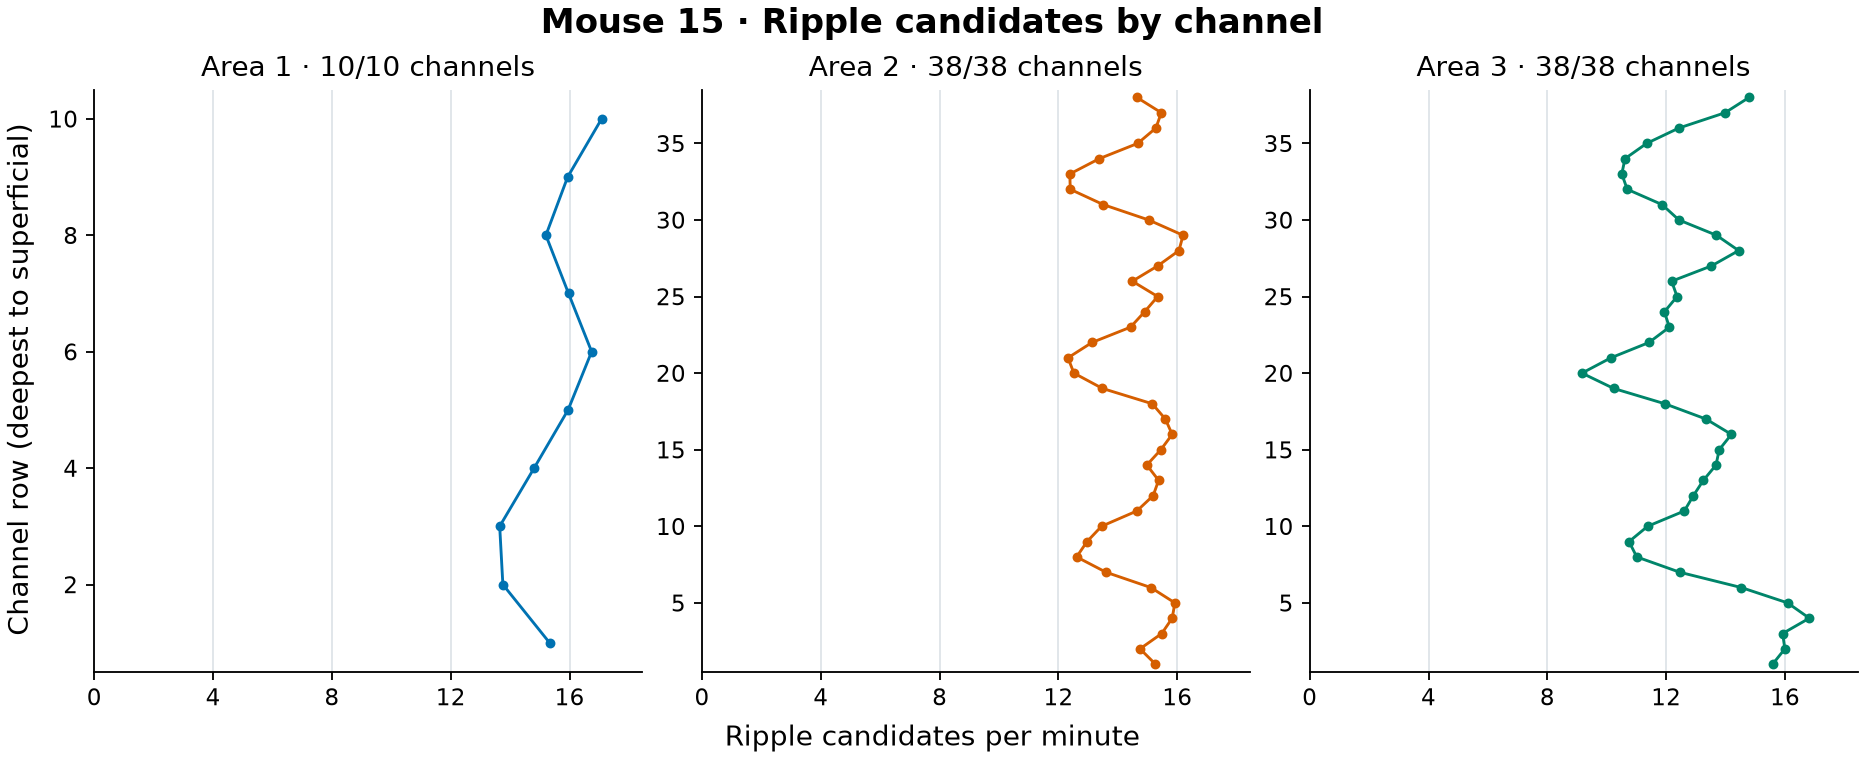 Mouse 15 · Ripple candidates by channel
Area 1 · 10/10 channels
Area 2 · 38/38 channels
Area 3 · 38/38 channels
Channel row (deepest to superficial)
10
8
6
4
2
0 4 8 12 16
35
30
25
20
15
10
5
0 4 8 12 16
35
30
25
20
15
10
5
0 4 8 12 16
Ripple candidates per minute